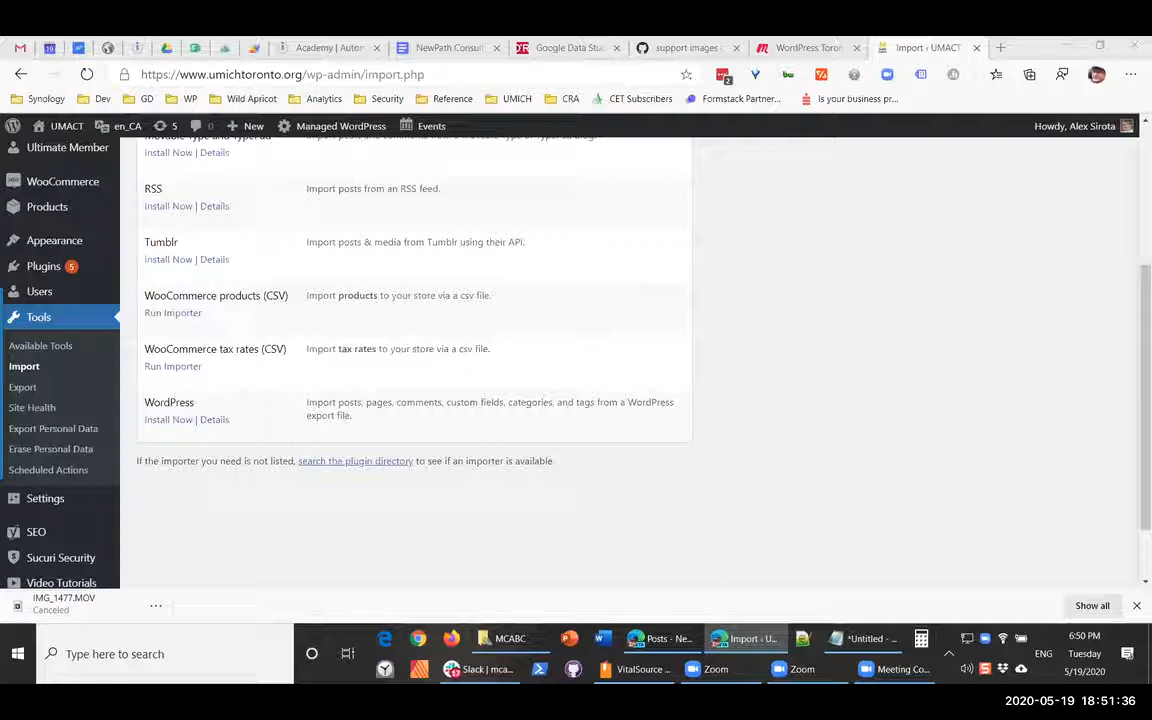 Academy | Auton
NewPath Consult
Google Data Stu
support images
WordPress Toron
Import ‹ UMACT
https://www.umichtoronto.org/wp-admin/import.php
Synology
Dev
GD
WP
Wild Apricot
Analytics
Security
Reference
UMICH
CRA
CET Subscribers
Formstack Partner...
Is your business pr...
UMACT
en_CA
5
0
New
Managed WordPress
Events
Howdy, Alex Sirota
Ultimate Member
WooCommerce
Products
Appearance
Plugins 5
Users
Tools
Available Tools
Import
Export
Site Health
Export Personal Data
Erase Personal Data
Scheduled Actions
Settings
SEO
Sucuri Security
Video Tutorials
Install Now | Details
RSS
Import posts from an RSS feed.
Install Now | Details
Tumblr
Import posts & media from Tumblr using their API.
Install Now | Details
WooCommerce products (CSV)
Import products to your store via a csv file.
Run Importer
WooCommerce tax rates (CSV)
Import tax rates to your store via a csv file.
Run Importer
WordPress
Import posts, pages, comments, custom fields, categories, and tags from a WordPress
export file.
Install Now | Details
If the importer you need is not listed, search the plugin directory to see if an importer is available
IMG_1477.MOV
Canceled
Show all
Type here to search
MCABC
Posts - Ne...
Import ‹ U...
*Untitled - ...
Slack | mca...
VitalSource ...
Zoom
Zoom
Meeting Co...
ENG
6:50 PM
Tuesday
5/19/2020
2020-05-19 18:51:36